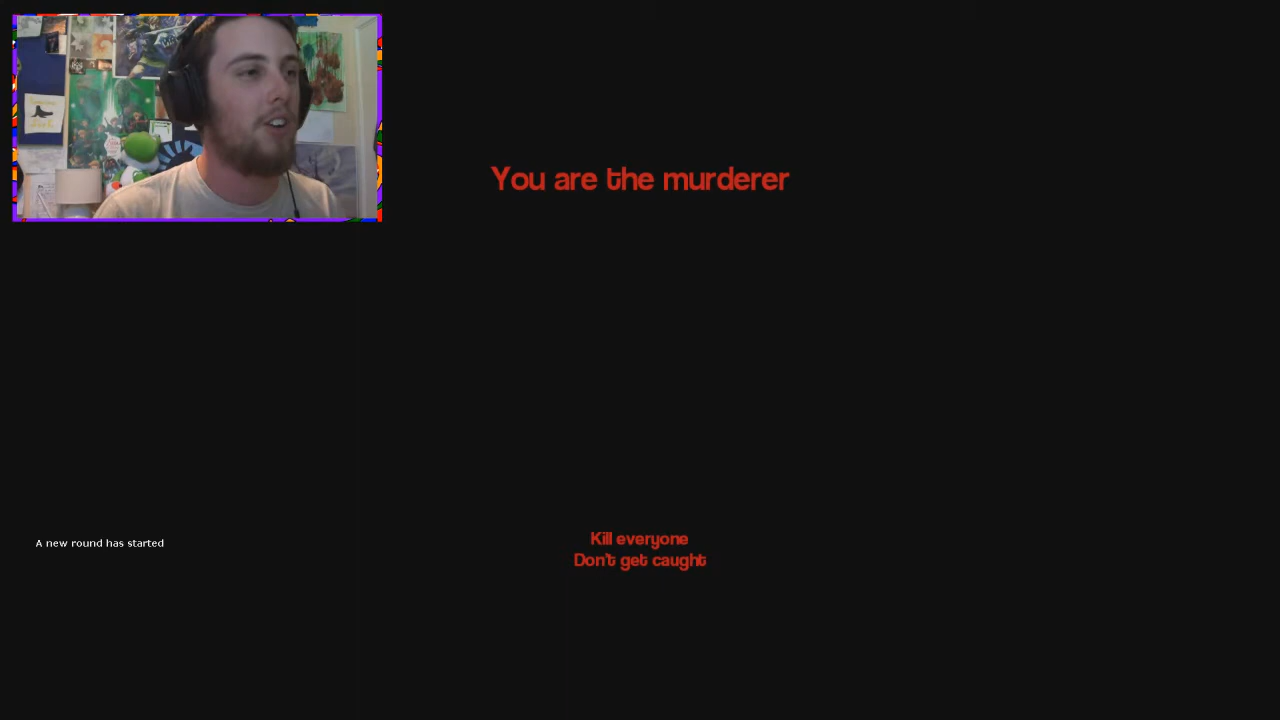 You are the murderer
A new round has started
Kill everyone
Don't get caught